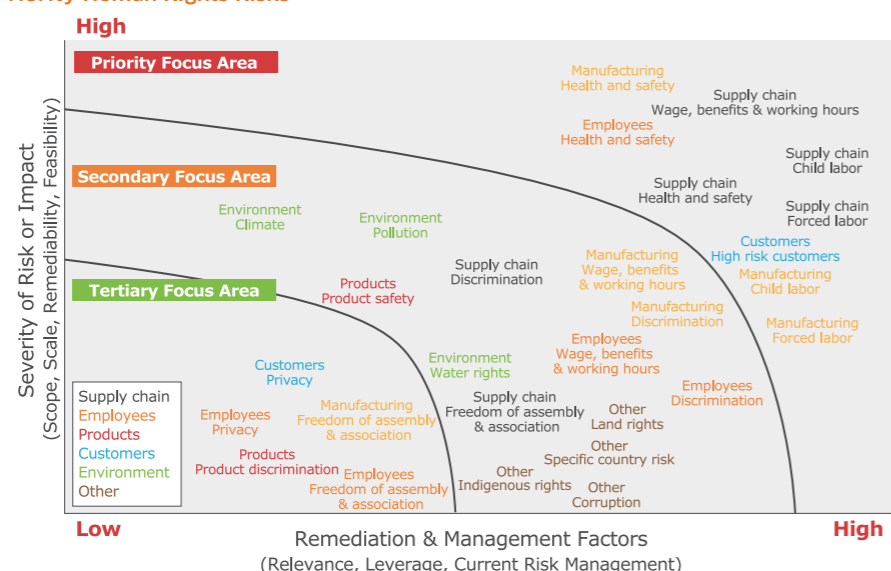 High
Priority Focus Area
Manufacturing
Health and safety
Supply chain
Wage, benefits & working hours
Employees
Health and safety
Supply chain
Child labor
Supply chain
Health and safety
Supply chain
Forced labor
Secondary Focus Area
Environment
Climate
Environment
Pollution
Customers
High risk customers
Supply chain
Discrimination
Manufacturing
Wage, benefits
& working hours
Manufacturing
Child labor
Tertiary Focus Area
Products
Product safety
Manufacturing
Discrimination
Manufacturing
Forced labor
Employees
Wage, benefits
& working hours
Environment
Water rights
Customers
Privacy
Employees
Discrimination
Supply chain
Freedom of assembly
& association
Manufacturing
Freedom of assembly
& association
Employees
Privacy
Other
Land rights
Other
Specific country risk
Products
Product discrimination
Employees
Freedom of assembly
& association
Other
Indigenous rights
Other
Corruption
Supply chain
Employees
Products
Customers
Environment
Other
Severity of Risk or Impact
(Scope, Scale, Remediability, Feasibility)
Low
High
Remediation & Management Factors
(Relevance, Leverage, Current Risk Management)